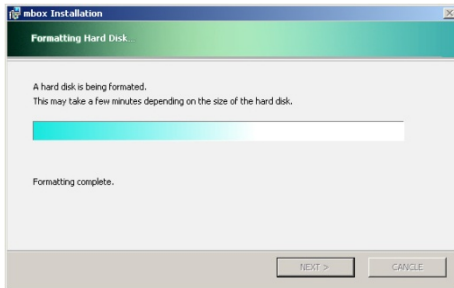 mbox Installation
Formatting Hard Disk...
A hard disk is being formated.
This may take a few minutes depending on the size of the hard disk.
Formatting complete.
NEXT >
CANCLE